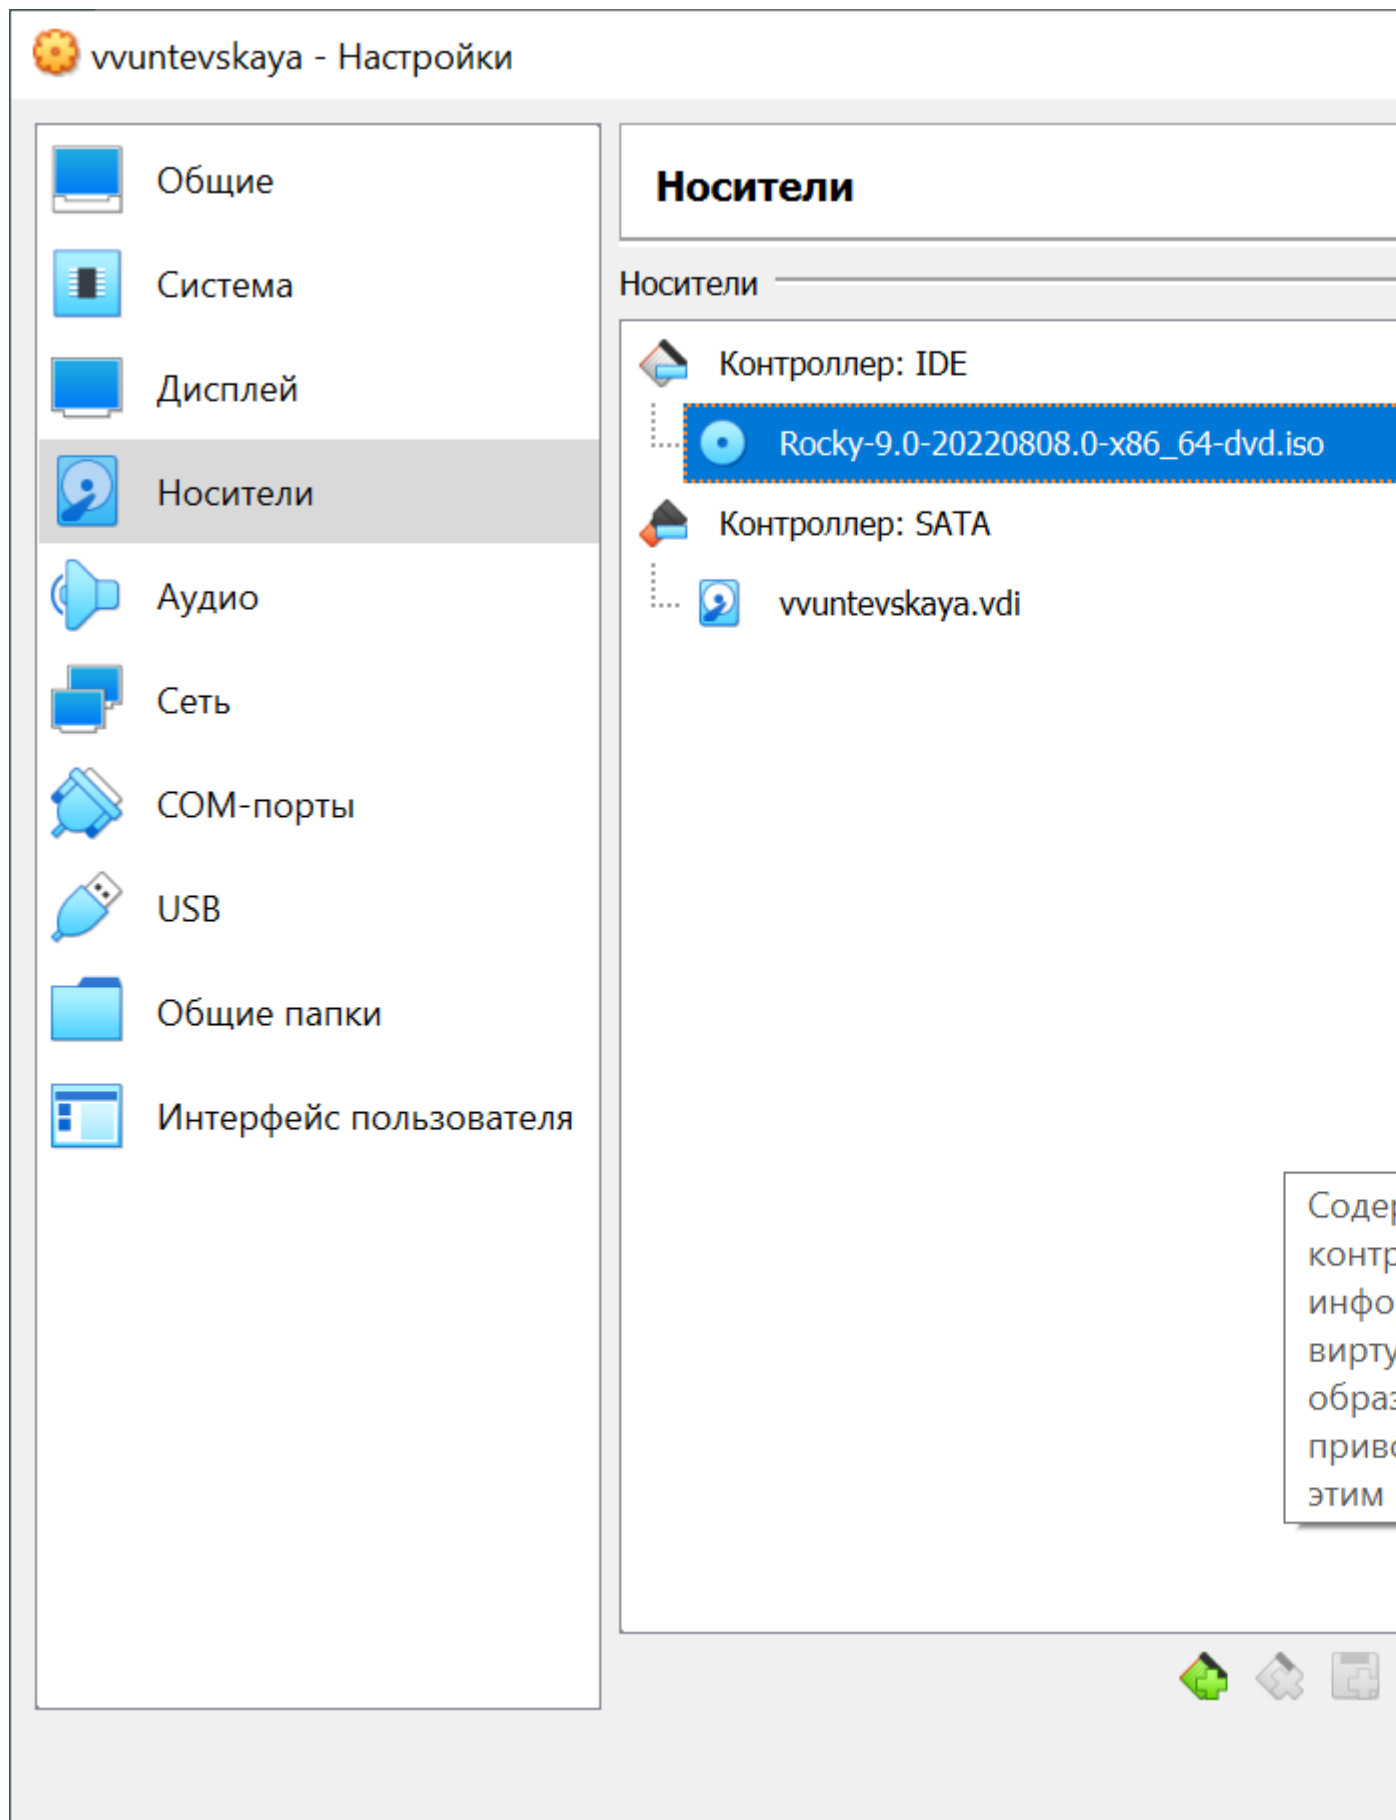 vvuntevskaya - Настройки
Общие
Система
Дисплей
Носители
Аудио
Сеть
COM-порты
USB
Общие папки
Интерфейс пользователя
Носители
Носители
Контроллер: IDE
Rocky-9.0-20220808.0-x86_64-dvd.iso
Контроллер: SATA
vvuntevskaya.vdi
этим